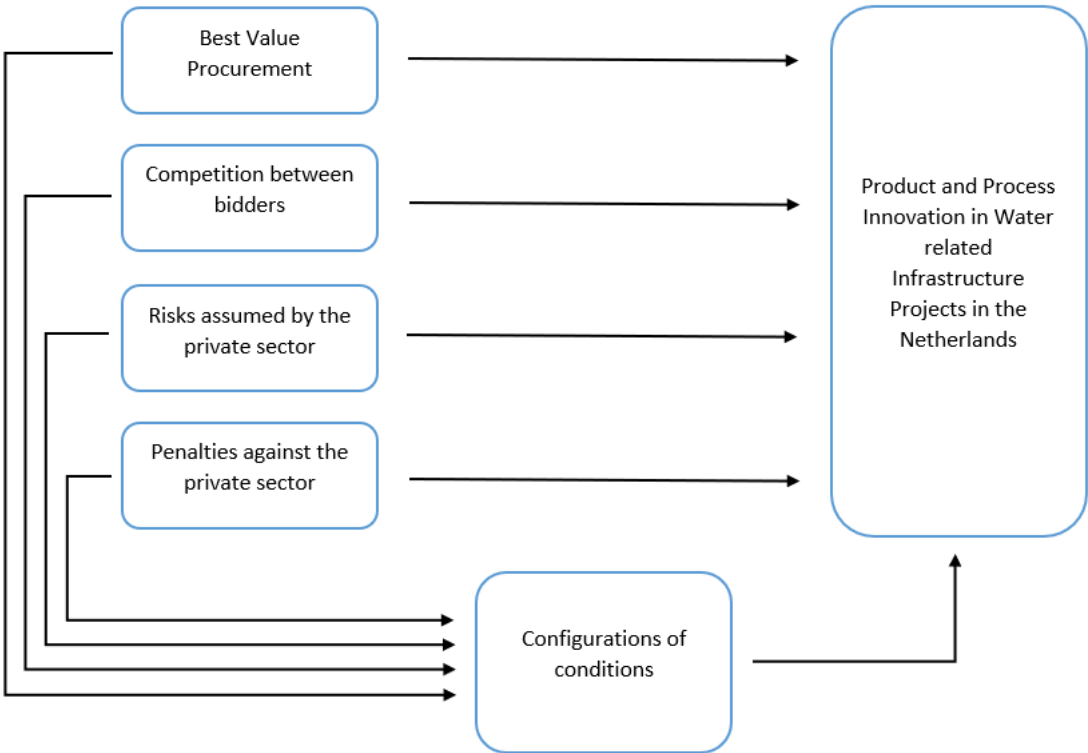 Best Value
Procurement
Competition between
bidders
Risks assumed by the
private sector
Penalties against the
private sector
Configurations of
conditions
Product and Process
Innovation in Water
related
Infrastructure
Projects in the
Netherlands